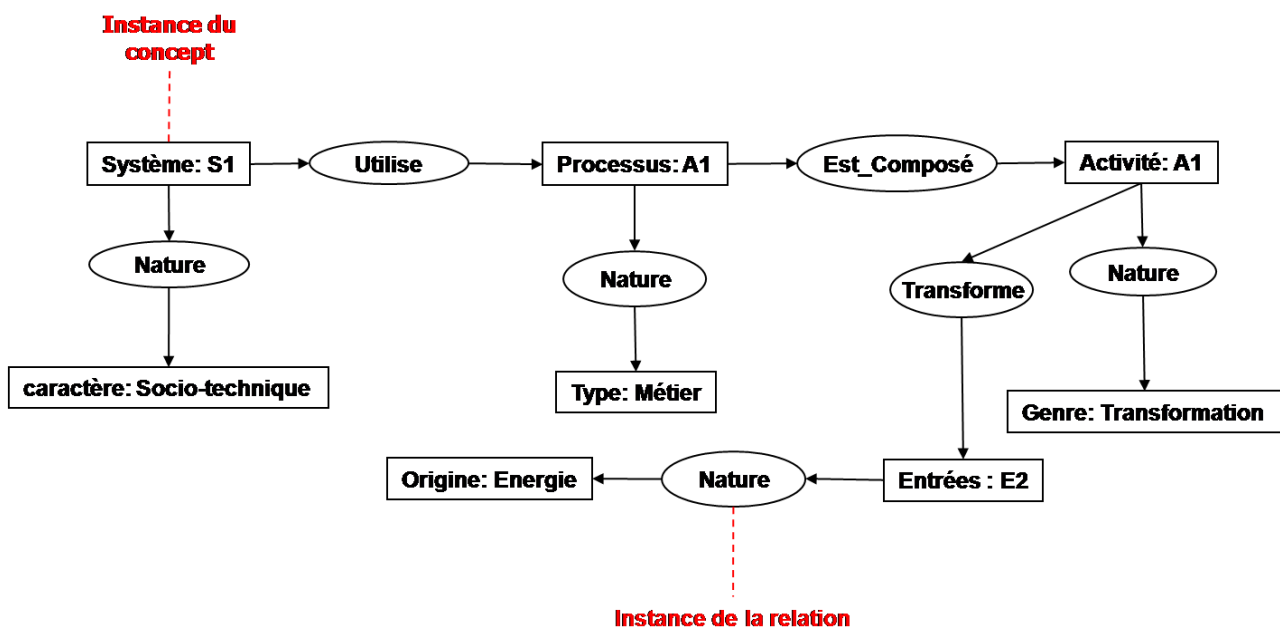 Instance du
concept
Système: S1
Utilise
Processus: A1
Est_Composé
Activité: A1
Nature
Nature
Transforme
Nature
caractère: Socio-technique
Type: Métier
Genre: Transformation
Origine: Energie
Nature
Entrées : E2
Instance de la relation